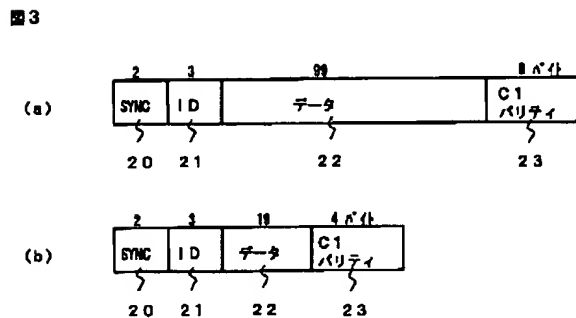 図3
2 3 99 8 バイト
(a) SYNC ID データ C1
パリティ
20 21 22 23
2 3 19 4 バイト
(b) SYNC ID データ C1
パリティ
20 21 22 23